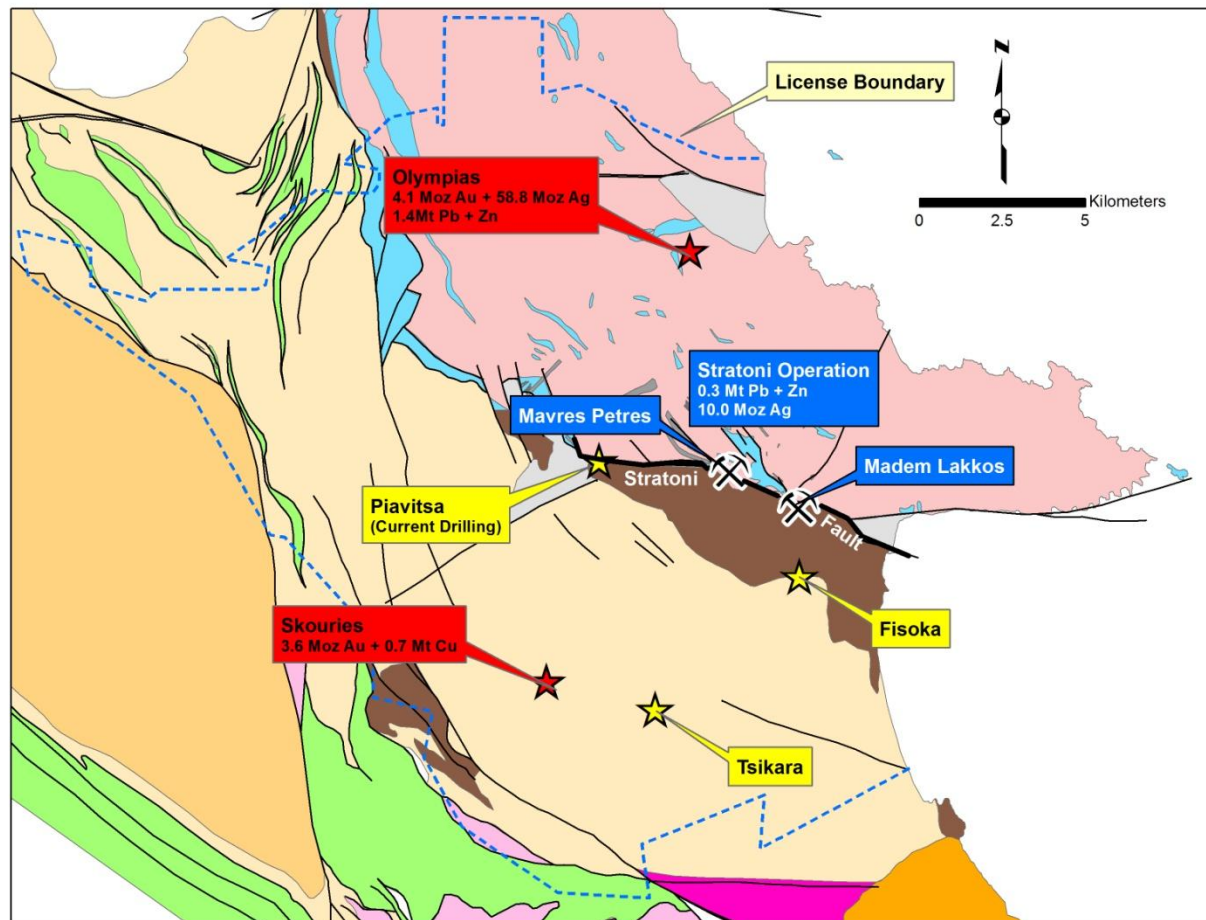 License Boundary
N
Kilometers
0 2.5 5
Olympias
4.1 Moz Au + 58.8 Moz Ag
1.4Mt Pb + Zn
Stratoni Operation
0.3 Mt Pb + Zn
10.0 Moz Ag
Mavres Petres
Madem Lakkos
Stratoni
Fault
Piavitsa
(Current Drilling)
Fisoka
Skouries
3.6 Moz Au + 0.7 Mt Cu
Tsikara